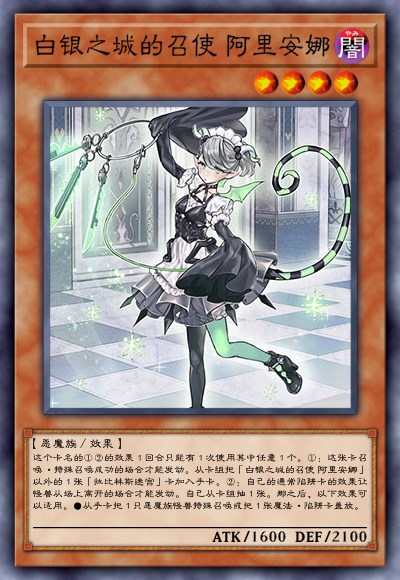 白银之城的召使 阿里安娜
闇
やみ
【恶魔族／效果】
这个卡名的①②的效果1回合只能有1次使用其中任意1个。①：这张卡召
唤·特殊召唤成功的场合才能发动。从卡组把「白银之城的召使 阿里安娜」
以外的1张「拉比林斯迷宫」卡加入手卡。②：自己的通常陷阱卡的效果让
怪兽从场上离开的场合才能发动。自己从卡组抽1张。那之后，以下效果可
以适用。●从手卡把1只恶魔族怪兽特殊召唤或把1张魔法·陷阱卡盖放。
ATK/1600 DEF/2100